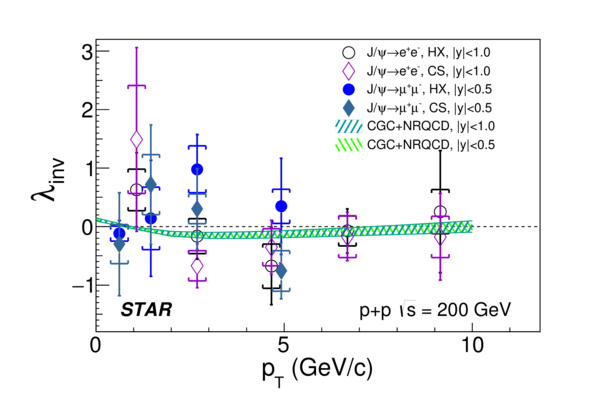 J/ψ→e⁺e⁻, HX, |y|<1.0
J/ψ→e⁺e⁻, CS, |y|<1.0
J/ψ→μ⁺μ⁻, HX, |y|<0.5
J/ψ→μ⁺μ⁻, CS, |y|<0.5
CGC+NRQCD, |y|<1.0
CGC+NRQCD, |y|<0.5
3
2
1
0
−1
λinv
STAR
p+p √s = 200 GeV
0 5 10
pT (GeV/c)